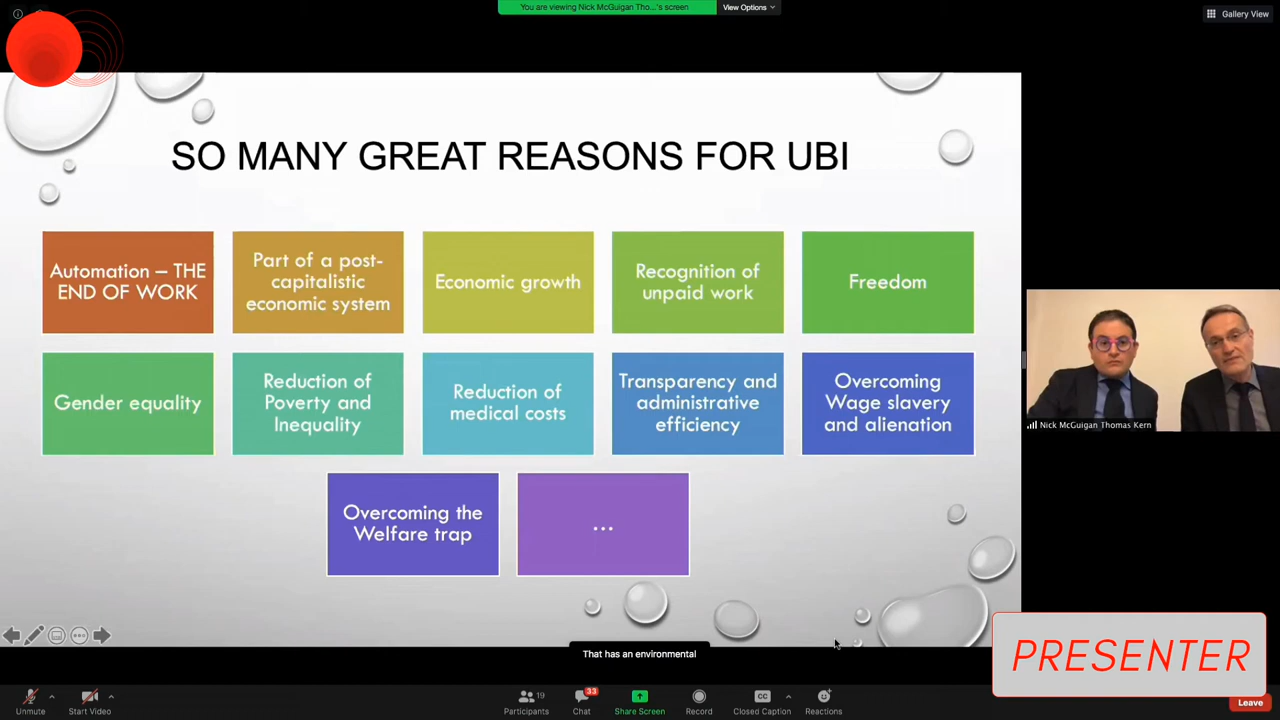 You are viewing Nick McGuigan Tho...'s screen
View Options
Gallery View
SO MANY GREAT REASONS FOR UBI
Automation – THE
END OF WORK
Part of a post-
capitalistic
economic system
Economic growth
Recognition of
unpaid work
Freedom
Gender equality
Reduction of
Poverty and
Inequality
Reduction of
medical costs
Transparency and
administrative
efficiency
Overcoming
Wage slavery
and alienation
Overcoming the
Welfare trap
...
Nick McGuigan Thomas Kern
That has an environmental
PRESENTER
Unmute
Start Video
Participants
19
Chat
33
Share Screen
Record
Closed Caption
Reactions
Leave